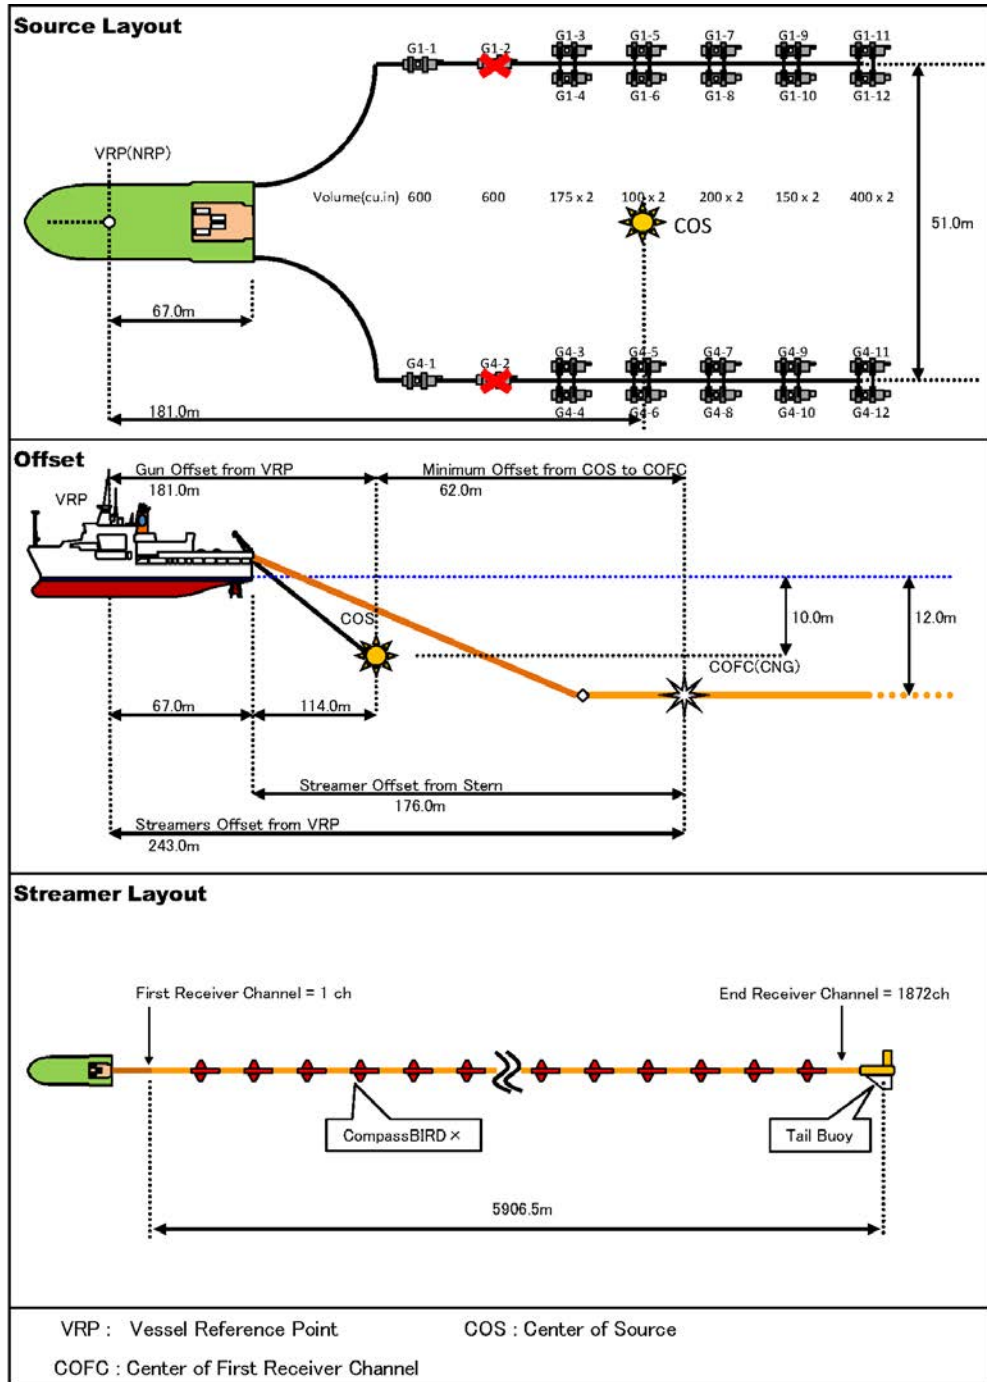 Source Layout
G1-1 G1-2 G1-3 G1-5 G1-7 G1-9 G1-11
G1-4 G1-6 G1-8 G1-10 G1-12
VRP(NRP)
Volume(cu.in) 600 600 175 x 2 100 x 2 200 x 2 150 x 2 400 x 2
COS
51.0m
67.0m
G4-1 G4-2 G4-3 G4-5 G4-7 G4-9 G4-11
G4-4 G4-6 G4-8 G4-10 G4-12
181.0m
Offset
Gun Offset from VRP
181.0m
Minimum Offset from COS to COFC
62.0m
VRP
COS
10.0m
12.0m
COFC(CNG)
67.0m
114.0m
Streamer Offset from Stern
176.0m
Streamers Offset from VRP
243.0m
Streamer Layout
First Receiver Channel = 1 ch
End Receiver Channel = 1872ch
CompassBIRD ×
Tail Buoy
5906.5m
VRP : Vessel Reference Point
COS : Center of Source
COFC : Center of First Receiver Channel